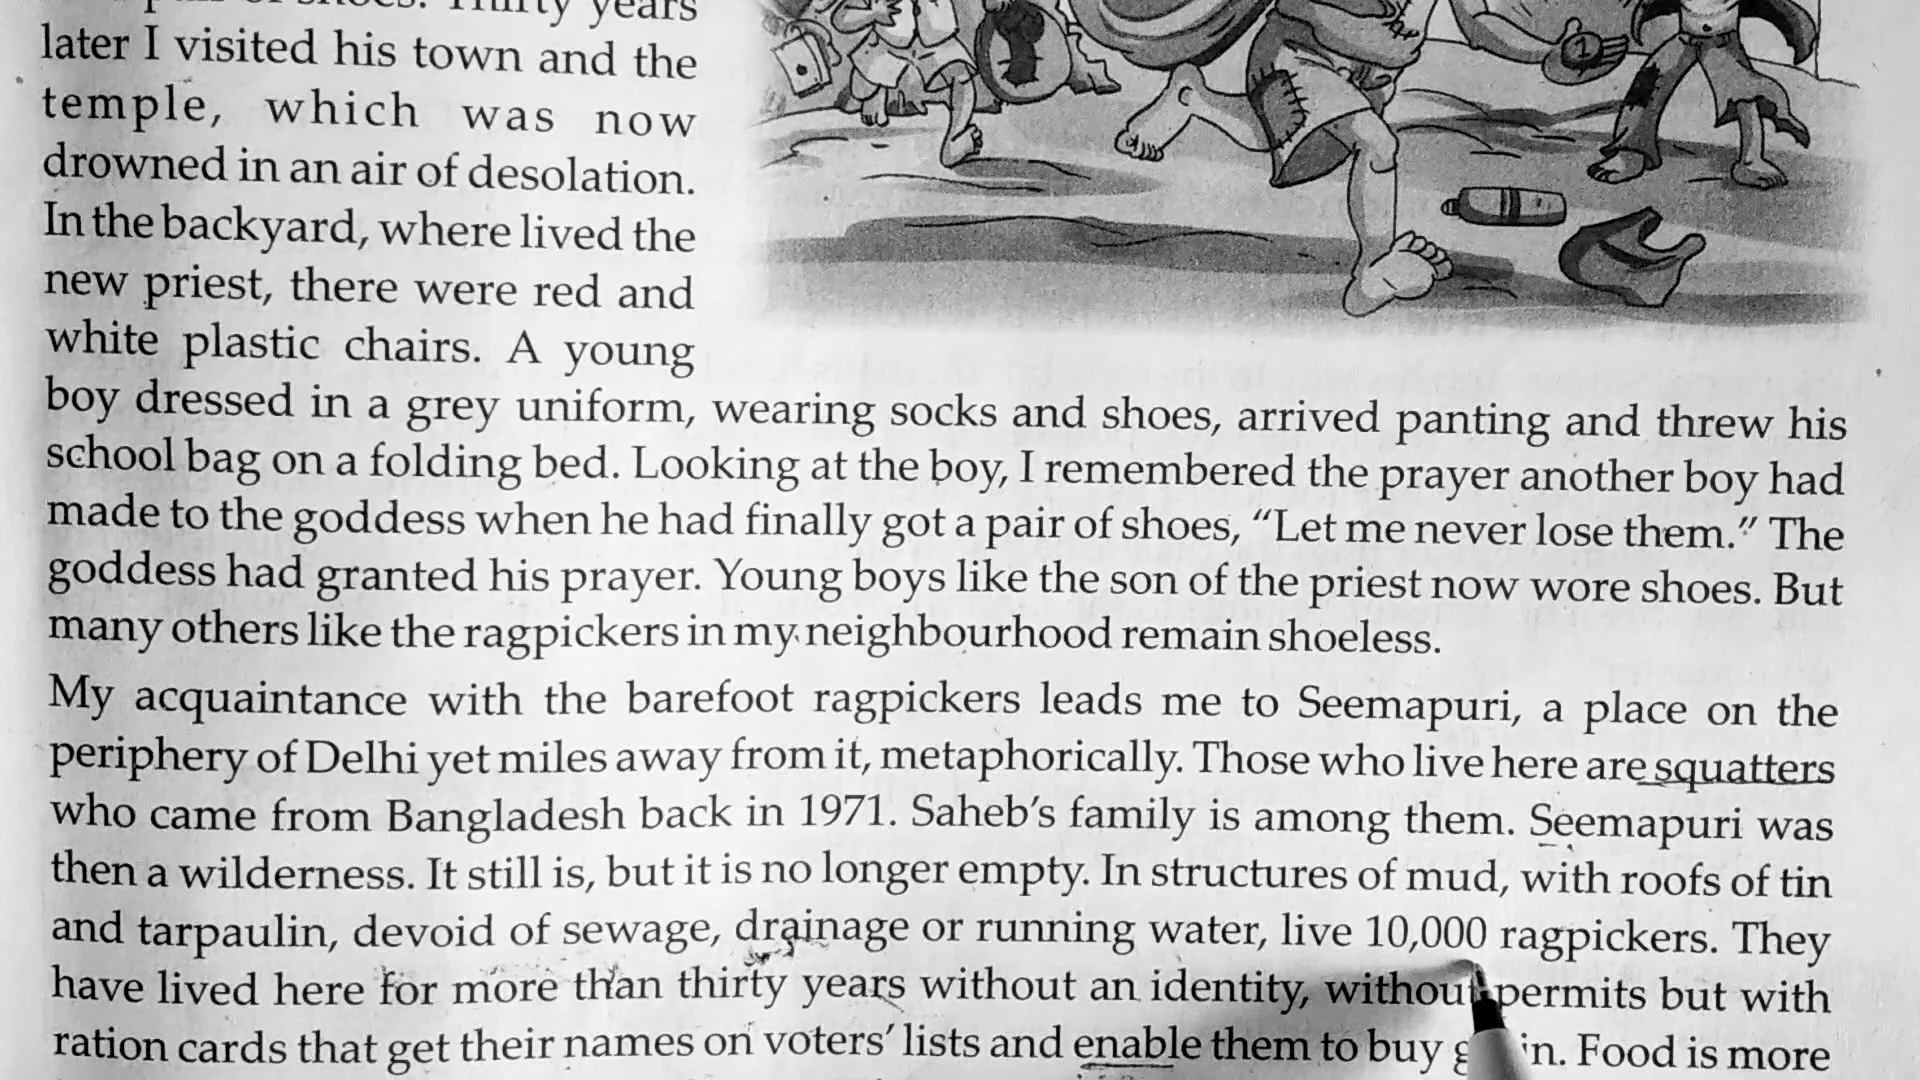 of shoes. Thirty years
later I visited his town and the
temple, which was now
drowned in an air of desolation.
In the backyard, where lived the
new priest, there were red and
white plastic chairs. A young
boy dressed in a grey uniform, wearing socks and shoes, arrived panting and threw his
school bag on a folding bed. Looking at the boy, I remembered the prayer another boy had
made to the goddess when he had finally got a pair of shoes, “Let me never lose them.” The
goddess had granted his prayer. Young boys like the son of the priest now wore shoes. But
many others like the ragpickers in my neighbourhood remain shoeless.
My acquaintance with the barefoot ragpickers leads me to Seemapuri, a place on the
periphery of Delhi yet miles away from it, metaphorically. Those who live here are squatters
who came from Bangladesh back in 1971. Saheb’s family is among them. Seemapuri was
then a wilderness. It still is, but it is no longer empty. In structures of mud, with roofs of tin
and tarpaulin, devoid of sewage, drainage or running water, live 10,000 ragpickers. They
have lived here for more than thirty years without an identity, without permits but with
ration cards that get their names on voters’ lists and enable them to buy Food is more